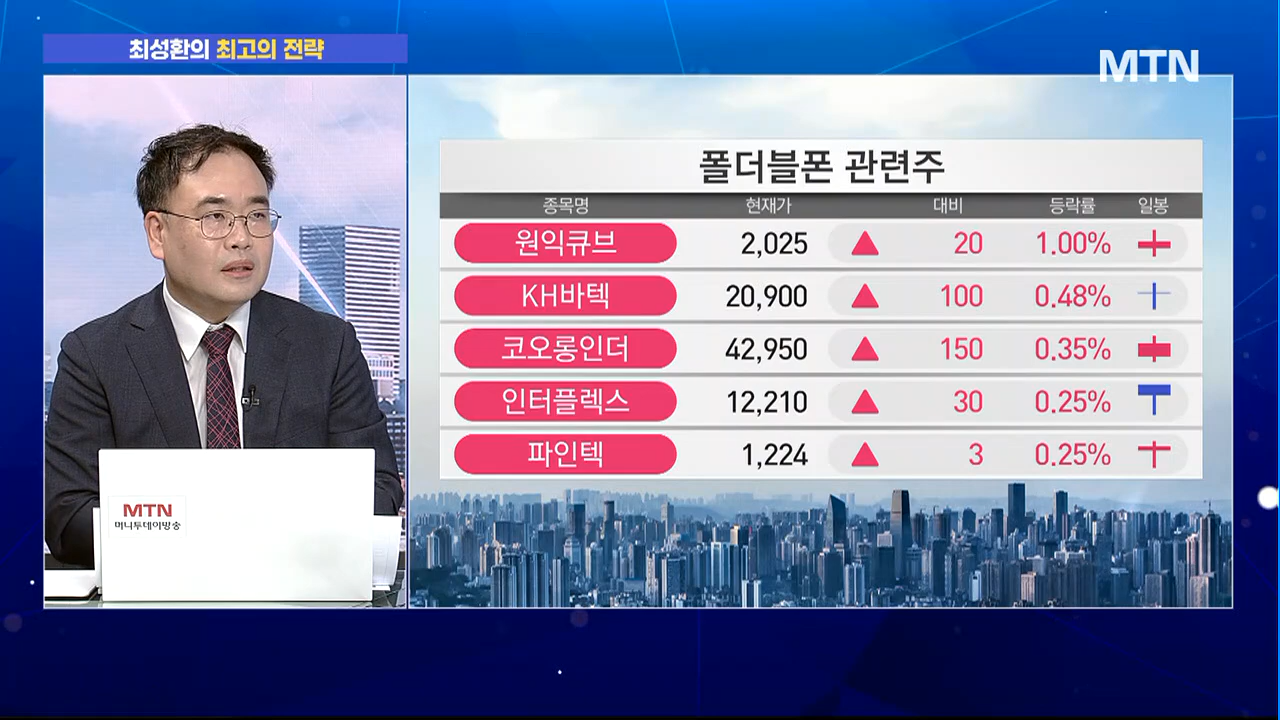 최성환의 최고의 전략
MTN
폴더블폰 관련주
종목명 현재가 대비 등락률 일봉
원익큐브 2,025 ▲ 20 1.00%
KH바텍 20,900 ▲ 100 0.48%
코오롱인더 42,950 ▲ 150 0.35%
인터플렉스 12,210 ▲ 30 0.25%
파인텍 1,224 ▲ 3 0.25%
MTN
머니투데이방송